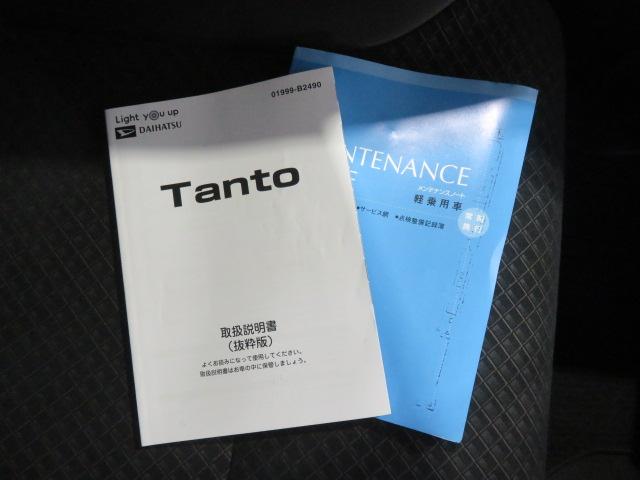 01999-B2490
Light you up
DAIHATSU
Tanto
取扱説明書
(抜粋版)
よくお読みになって使用してください。
取扱説明書はお車の中に保管しましょう。
NTENANCE
メンテナンスノート
軽乗用車
●サービス網 ●点検整備記録簿